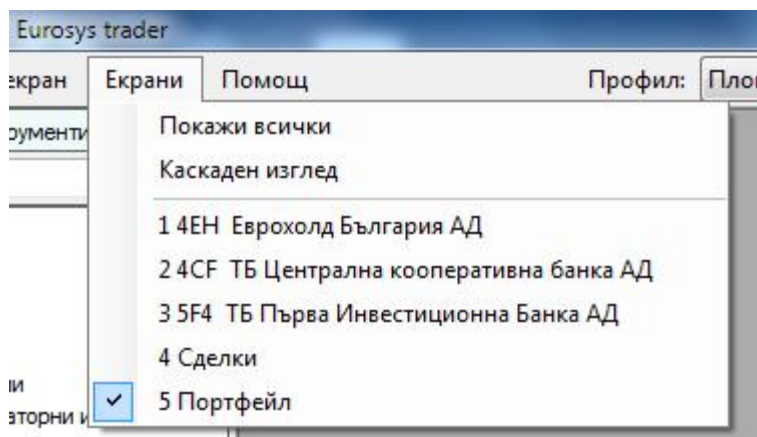 Eurosys trader
екран Екрани Помощ Профил:
Покажи всички
Каскаден изглед
1 4EH Еврохолд България АД
2 4CF ТБ Централна кооперативна банка АД
3 5F4 ТБ Първа Инвестиционна Банка АД
4 Сделки
5 Портфейл